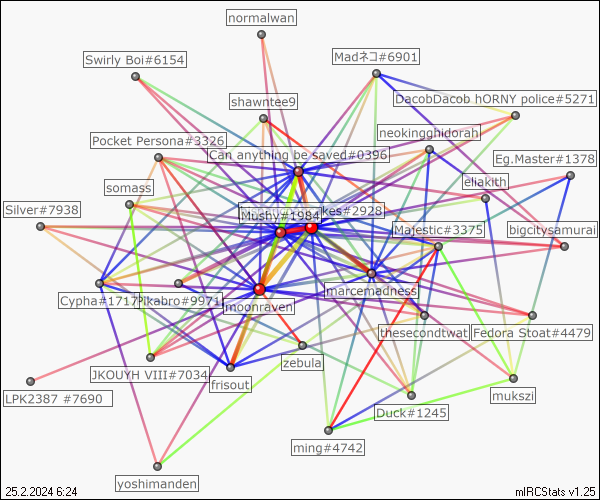 normalwan
Swirly Boi#6154
Madネコ#6901
shawntee9
DacobDacob hORNY police#5271
neokingghidorah
Pocket Persona#3326
Can anything be saved#0396
Eg.Master#1378
eliakith
somass
Silver#7938
Mushy#1984
kes#2928
Majestic#3375
bigcitysamurai
marcemadness
Cypha#1717
Pikabro#9971
moonraven
thesecondtwat
Fedora Stoat#4479
zebula
JKOUYH VIII#7034
frisout
LPK2387 #7690
mukszi
Duck#1245
ming#4742
yoshimanden
25.2.2024 6:24
mIRCStats v1.25